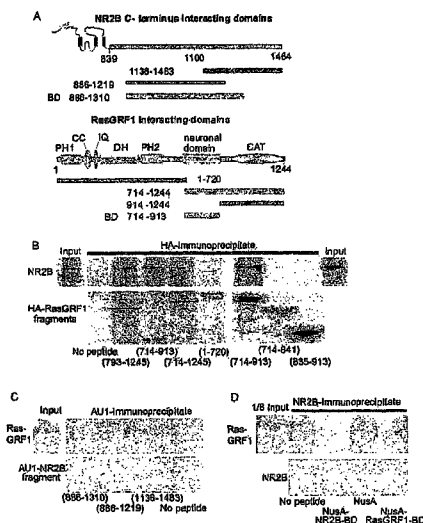 A
NR2B C- terminus interacting domains
839 1100 1464
1138-1483
886-1219
BD 886-1310
RasGRF1 interacting-domains
CC IQ neuronal
PH1 DH PH2 domain CAT
1 1244
1-720
714 -1244
914 -1244
BD 714 -913
B
Input HA-Immunoprecipitate Input
NR2B
HA-RasGRF1
fragments
No peptide (714-913) (1-720) (714-841)
(793-1245) (714-1245) (714-913) (835-913)
C
Input AU1-Immunoprecipitate
Ras-
GRF1
AU1-NR2B
fragment
(886-1310) (1136-1483)
(886-1219) No peptide
D
1/6 Input NR2B-Immunoprecipitate
Ras-
GRF1
NR2B
No peptide NusA
NusA- NusA-
NR2B-BD RasGRF1-BD